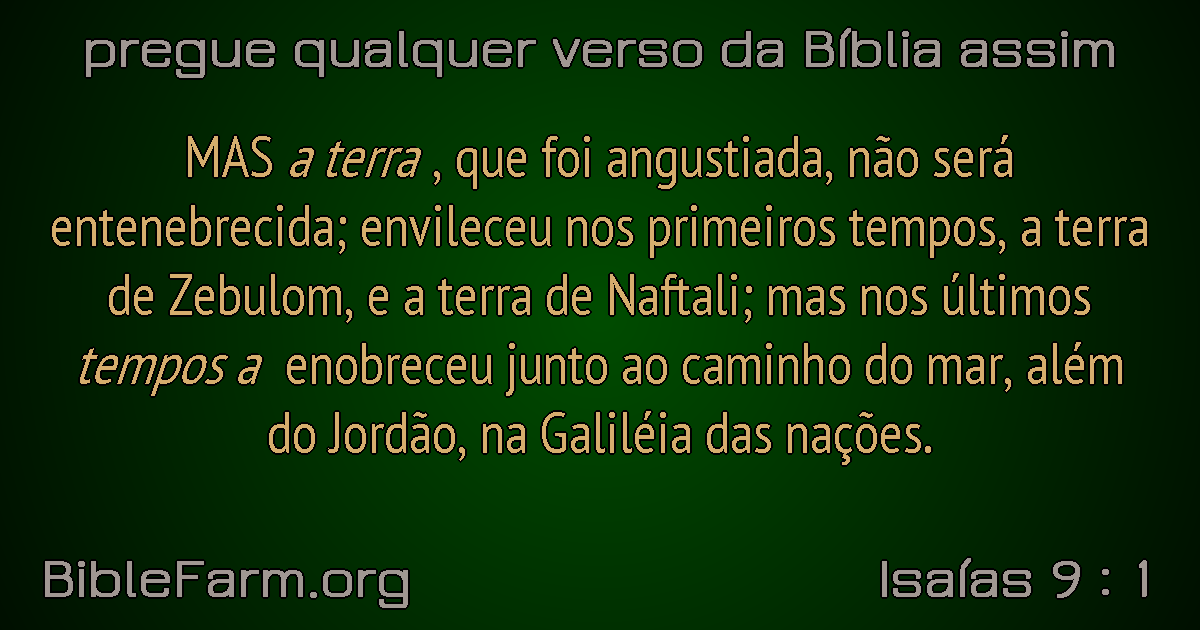 pregue qualquer verso da Bíblia assim
MAS a terra , que foi angustiada, não será
entenebrecida; envileceu nos primeiros tempos, a terra
de Zebulom, e a terra de Naftali; mas nos últimos
tempos a enobreceu junto ao caminho do mar, além
do Jordão, na Galiléia das nações.
BibleFarm.org
Isaías 9 : 1